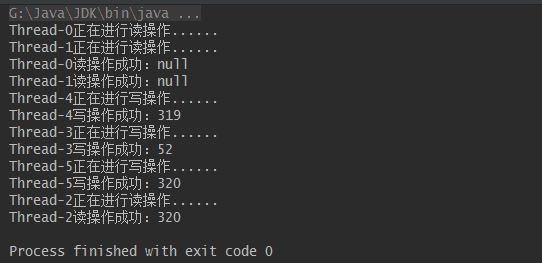 G:\Java\JDK\bin\java ...
Thread-0正在进行读操作......
Thread-1正在进行读操作......
Thread-0读操作成功：null
Thread-1读操作成功：null
Thread-4正在进行写操作......
Thread-4写操作成功：319
Thread-3正在进行写操作......
Thread-3写操作成功：52
Thread-5正在进行写操作......
Thread-5写操作成功：320
Thread-2正在进行读操作......
Thread-2读操作成功：320
Process finished with exit code 0